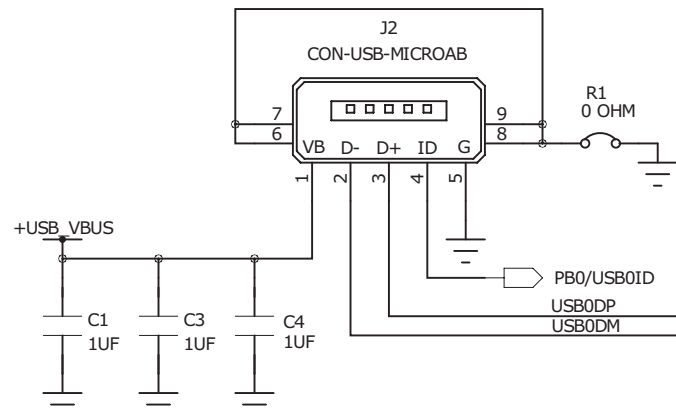 J2
CON-USB-MICROAB
R1
0 OHM
7
6
9
8
VB D- D+ ID G
1 2 3 4 5
+USB_VBUS
PB0/USB0ID
USB0DP
USB0DM
C1
1UF
C3
1UF
C4
1UF